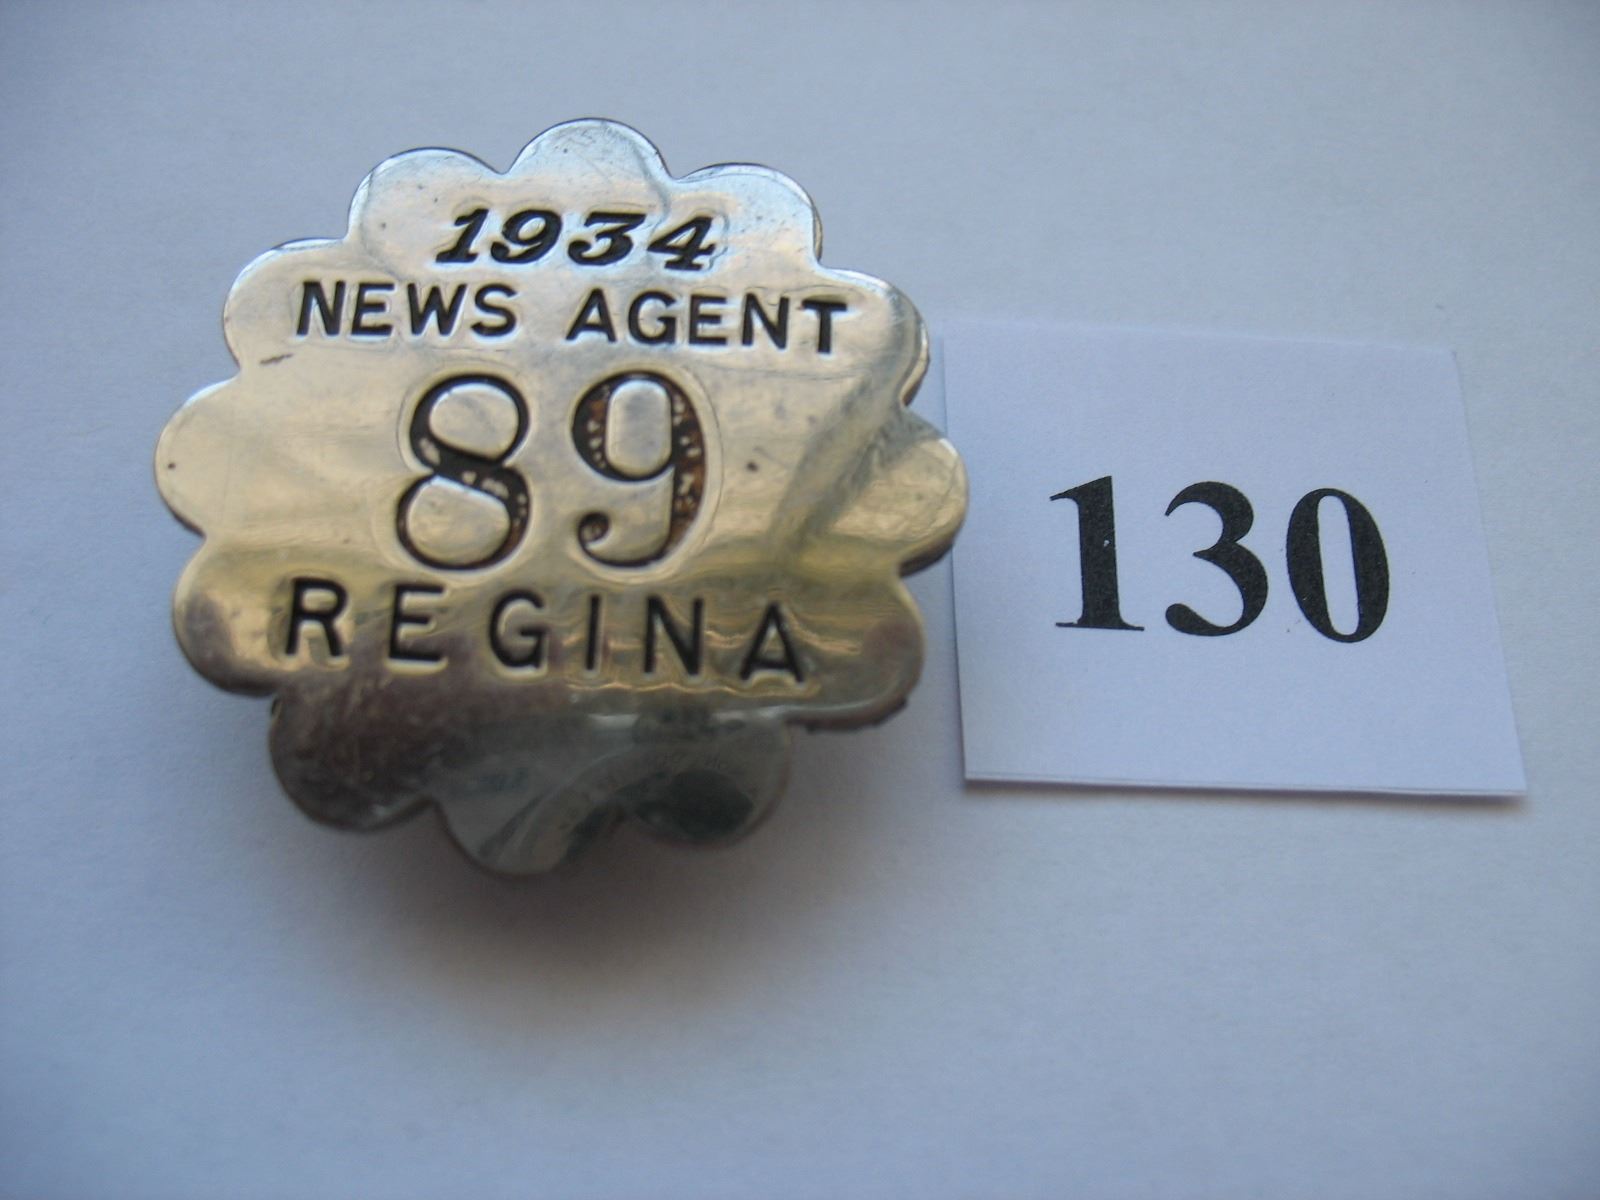 1934
NEWS AGENT
89
REGINA
130